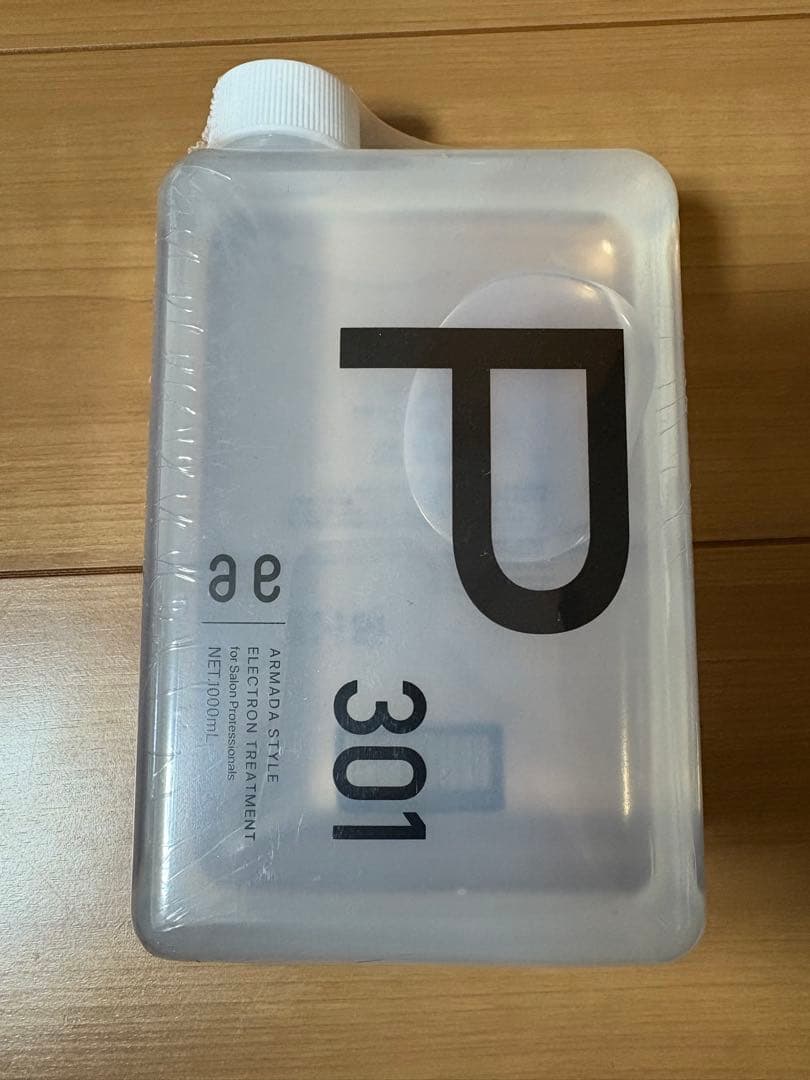 P
301
ae
ARMADA STYLE
ELECTRON TREATMENT
for Salon Professionals
NET.1000mL